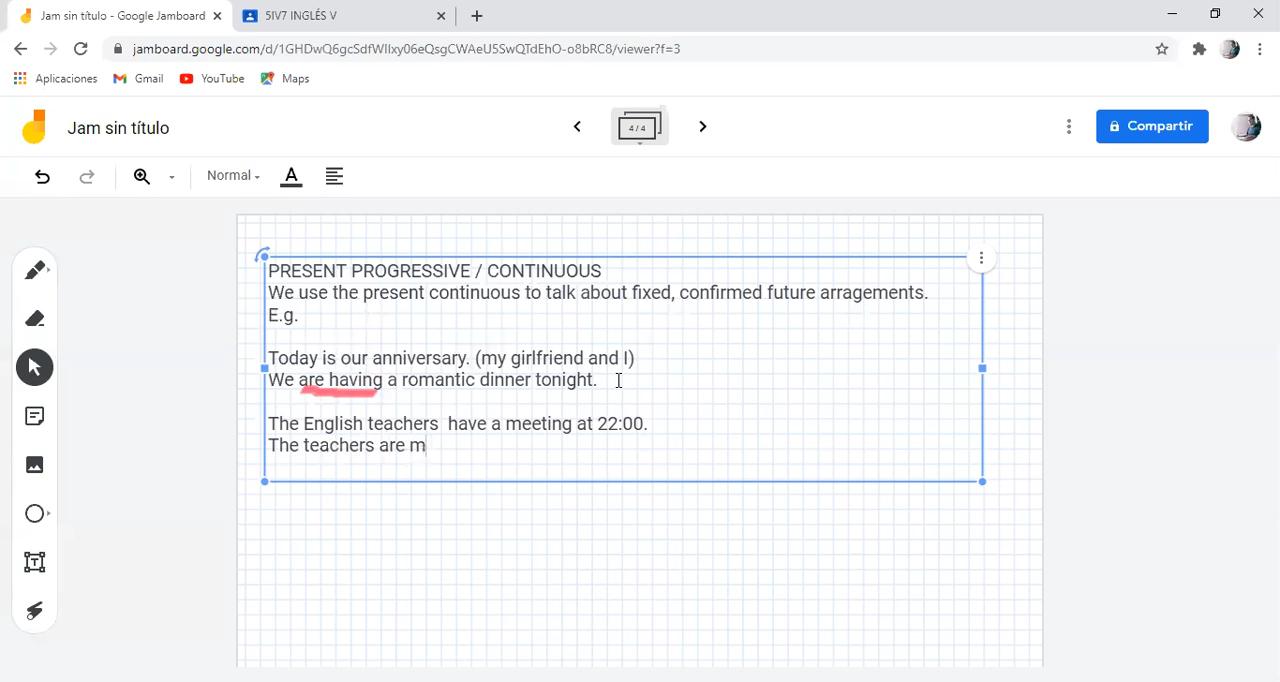 Jam sin título - Google Jamboard
5IV7 INGLÉS V
jamboard.google.com/d/1GHDwQ6gcSdfWIlxy06eQsgCWAeU5SwQTdEhO-o8bRC8/viewer?f=3
Aplicaciones Gmail YouTube Maps
Jam sin título
4 / 4
Compartir
Normal
PRESENT PROGRESSIVE / CONTINUOUS
We use the present continuous to talk about fixed, confirmed future arragements.
E.g.
Today is our anniversary. (my girlfriend and I)
We are having a romantic dinner tonight.
The English teachers  have a meeting at 22:00.
The teachers are m